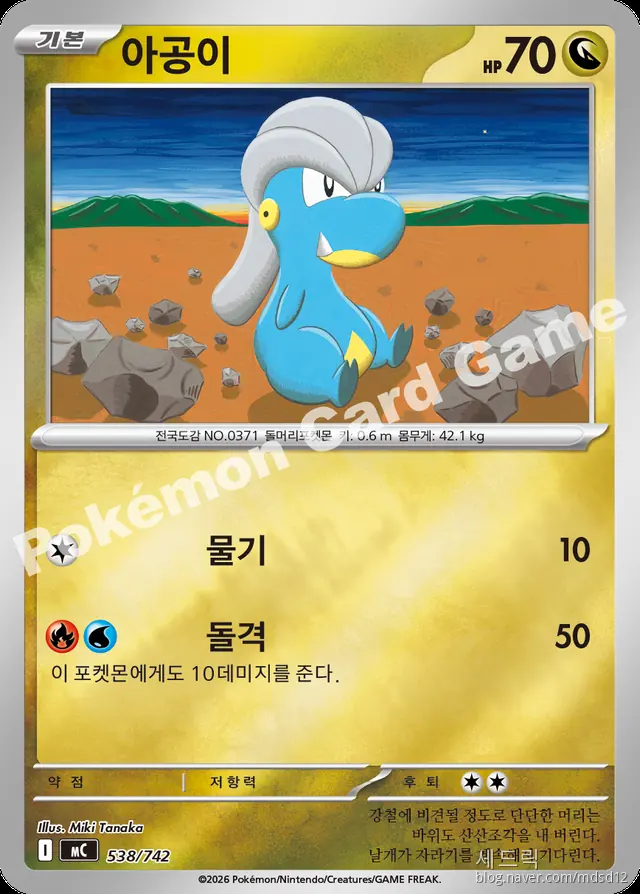 기본 아공이 HP 70
전국도감 NO.0371 돌머리포켓몬 키: 0.6 m 몸무게: 42.1 kg
Pokémon Card Game
물기 10
돌격 50
이 포켓몬에게도 10데미지를 준다.
약점 저항력 후퇴
Illus. Miki Tanaka
I MC 538/742
강철에 비견될 정도로 단단한 머리는
바위도 산산조각을 내 버린다.
날개가 자라기를 기다린다.
세드릭
blog.naver.com/mdsd12
©2026 Pokémon/Nintendo/Creatures/GAME FREAK.